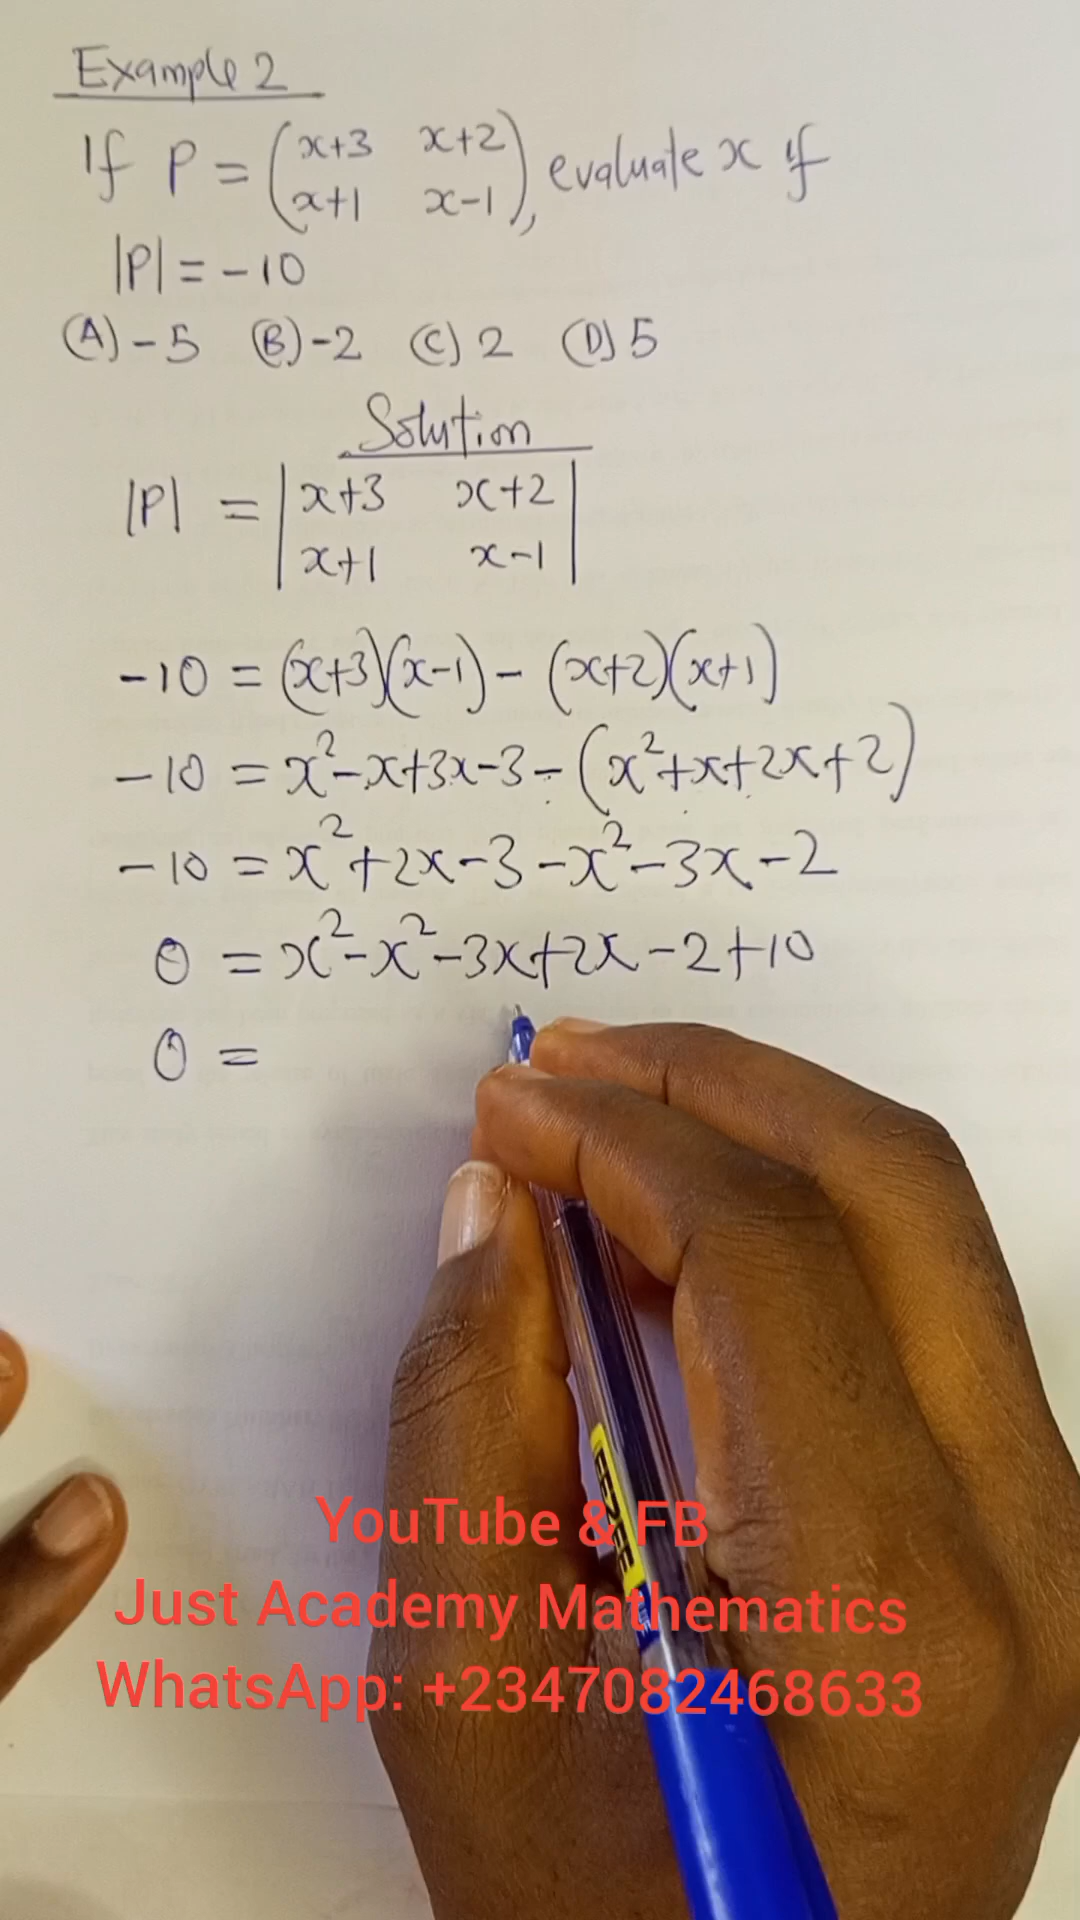 Example 2
If P = (x+3 x+2
x+1 x-1), evaluate x if
|P| = -10
(A) -5 (B) -2 (C) 2 (D) 5
Solution
|P| = |x+3 x+2
x+1 x-1|
-10 = (x+3)(x-1) - (x+2)(x+1)
-10 = x²-x+3x-3-(x²+x+2x+2)
-10 = x²+2x-3-x²-3x-2
0 = x²-x²-3x+2x-2+10
0 =
YouTube & FB
Just Academy Mathematics
WhatsApp: +2347082468633